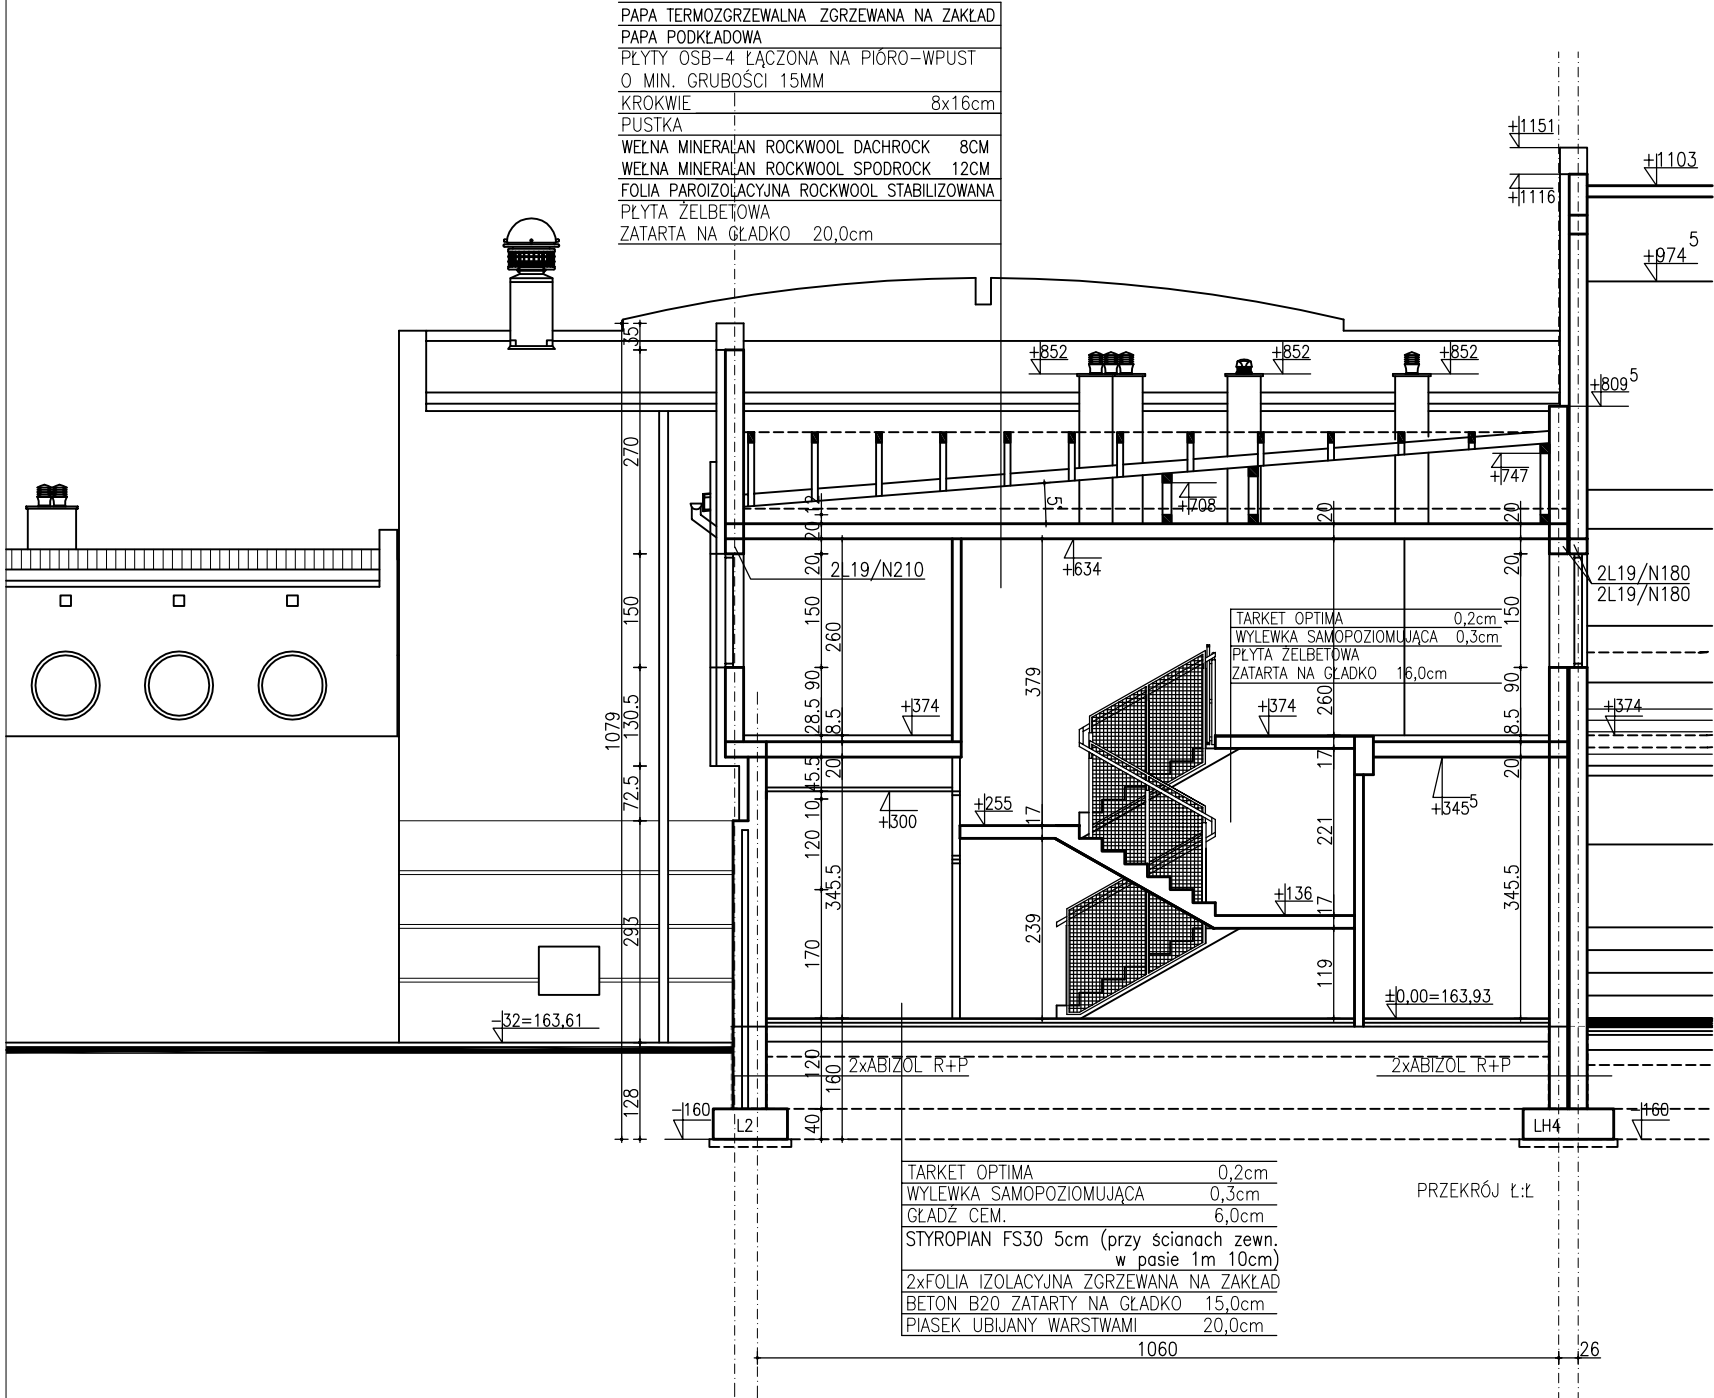 PAPA TERMOZGRZEWALNA ZGRZEWANA NA ZAKŁAD
PAPA PODKŁADOWA
PŁYTY OSB-4 ŁĄCZONA NA PIÓRO-WPUST
O MIN. GRUBOŚCI 15MM
KROKWIE 8x16cm
PUSTKA
WEŁNA MINERALAN ROCKWOOL DACHROCK 8CM
WEŁNA MINERALAN ROCKWOOL SPODROCK 12CM
FOLIA PAROIZOLACYJNA ROCKWOOL STABILIZOWANA
PŁYTA ŻELBETOWA
ZATARTA NA GŁADKO 20,0cm
+1151
+1103
+1116
+974 5
35
+852
+852
+852
+809 5
270
+747
+708
5°
12
20
20
20
+634
2L19/N210
20
20
2L19/N180
2L19/N180
150
150
260
150
TARKET OPTIMA 0,2cm
WYLEWKA SAMOPOZIOMUJĄCA 0,3cm
PŁYTA ŻELBETOWA
ZATARTA NA GŁADKO 16,0cm
379
260
90
90
1079
130.5
28.5
8.5
8.5
+374
+374
+374
72.5
45.5
20
17
20
+345 5
+300
+255
10
17
120
221
345.5
345.5
+136
17
293
239
170
119
±0,00=163,93
-32=163,61
120
160
2xABIZOL R+P
2xABIZOL R+P
128
40
-160
-160
L2
LH4
TARKET OPTIMA 0,2cm
WYLEWKA SAMOPOZIOMUJĄCA 0,3cm
GŁADŹ CEM. 6,0cm
STYROPIAN FS30 5cm (przy ścianach zewn.
w pasie 1m 10cm)
2xFOLIA IZOLACYJNA ZGRZEWANA NA ZAKŁAD
BETON B20 ZATARTY NA GŁADKO 15,0cm
PIASEK UBIJANY WARSTWAMI 20,0cm
PRZEKRÓJ Ł:Ł
1060
26